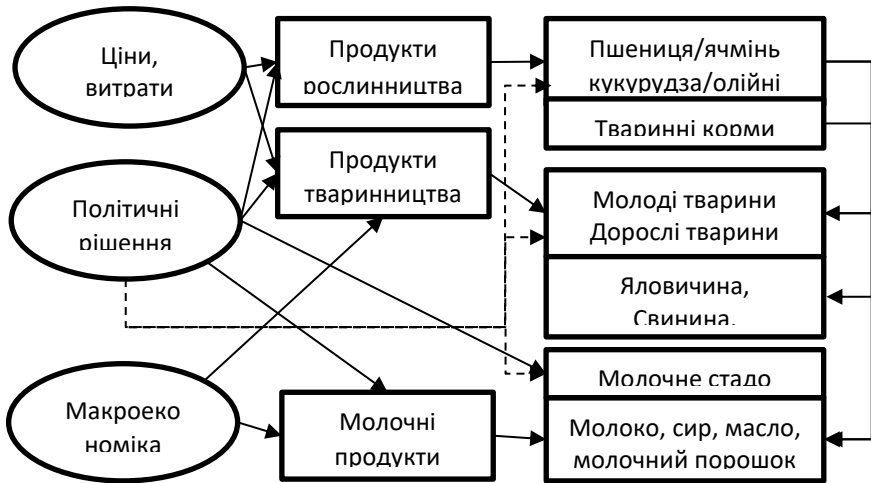 Ціни,
витрати
Політичні
рішення
Макроеко
номіка
Продукти
рослинництва
Продукти
тваринництва
Молочні
продукти
Пшениця/ячмінь
кукурудза/олійні
Тваринні корми
Молоді тварини
Дорослі тварини
Яловичина,
Свинина.
Молочне стадо
Молоко, сир, масло,
молочний порошок